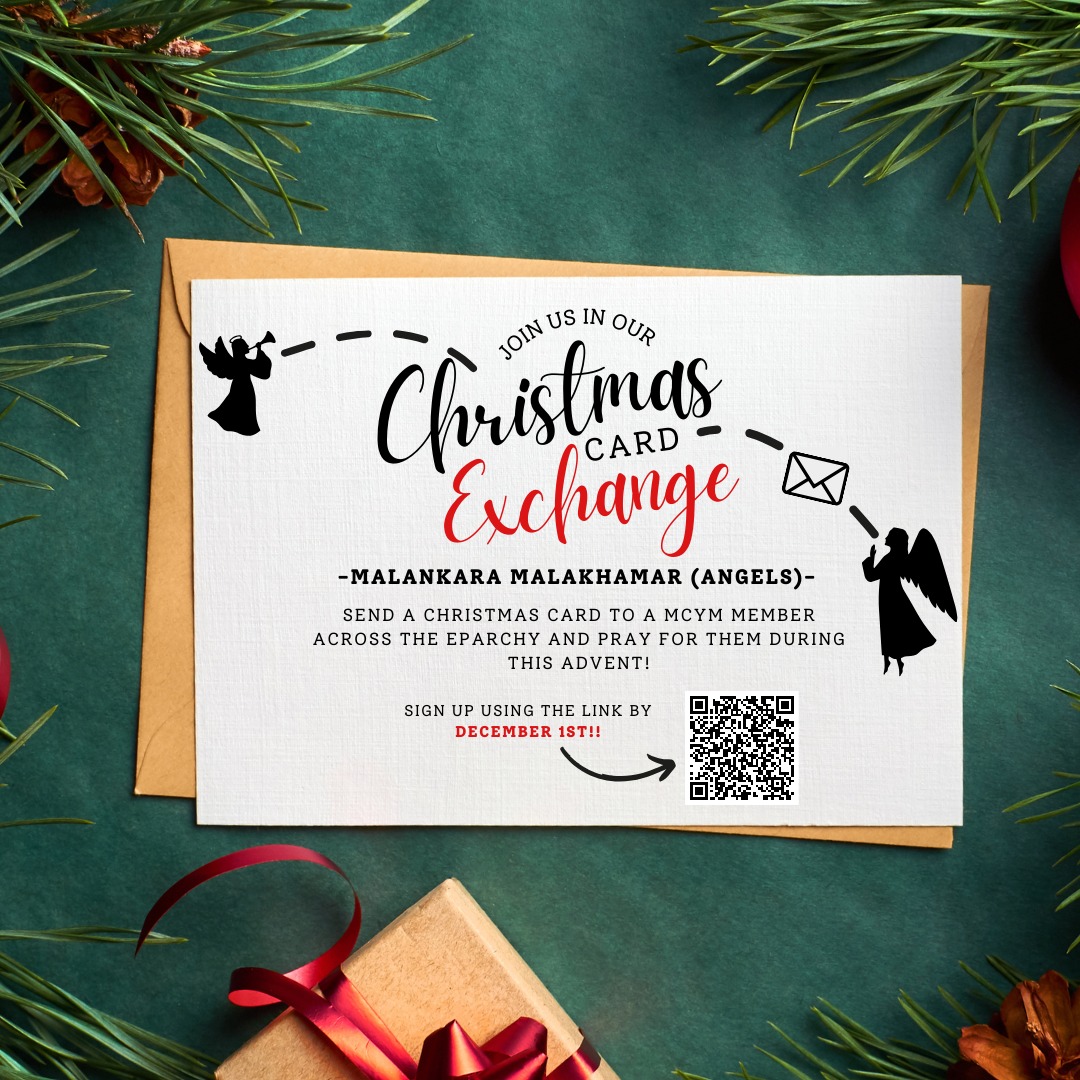 JOIN US IN OUR
Christmas
CARD
Exchange
-MALANKARA MALAKHAMAR (ANGELS)-
SEND A CHRISTMAS CARD TO A MCYM MEMBER
ACROSS THE EPARCHY AND PRAY FOR THEM DURING
THIS ADVENT!
SIGN UP USING THE LINK BY
DECEMBER 1ST!!